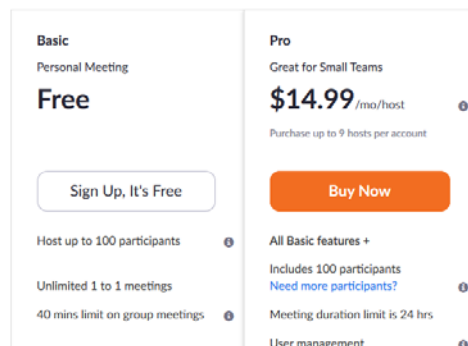 Basic
Personal Meeting
Free
Sign Up, It's Free
Host up to 100 participants
Unlimited 1 to 1 meetings
40 mins limit on group meetings
Pro
Great for Small Teams
$14.99/mo/host
Purchase up to 9 hosts per account
Buy Now
All Basic features +
Includes 100 participants
Need more participants?
Meeting duration limit is 24 hrs
User management